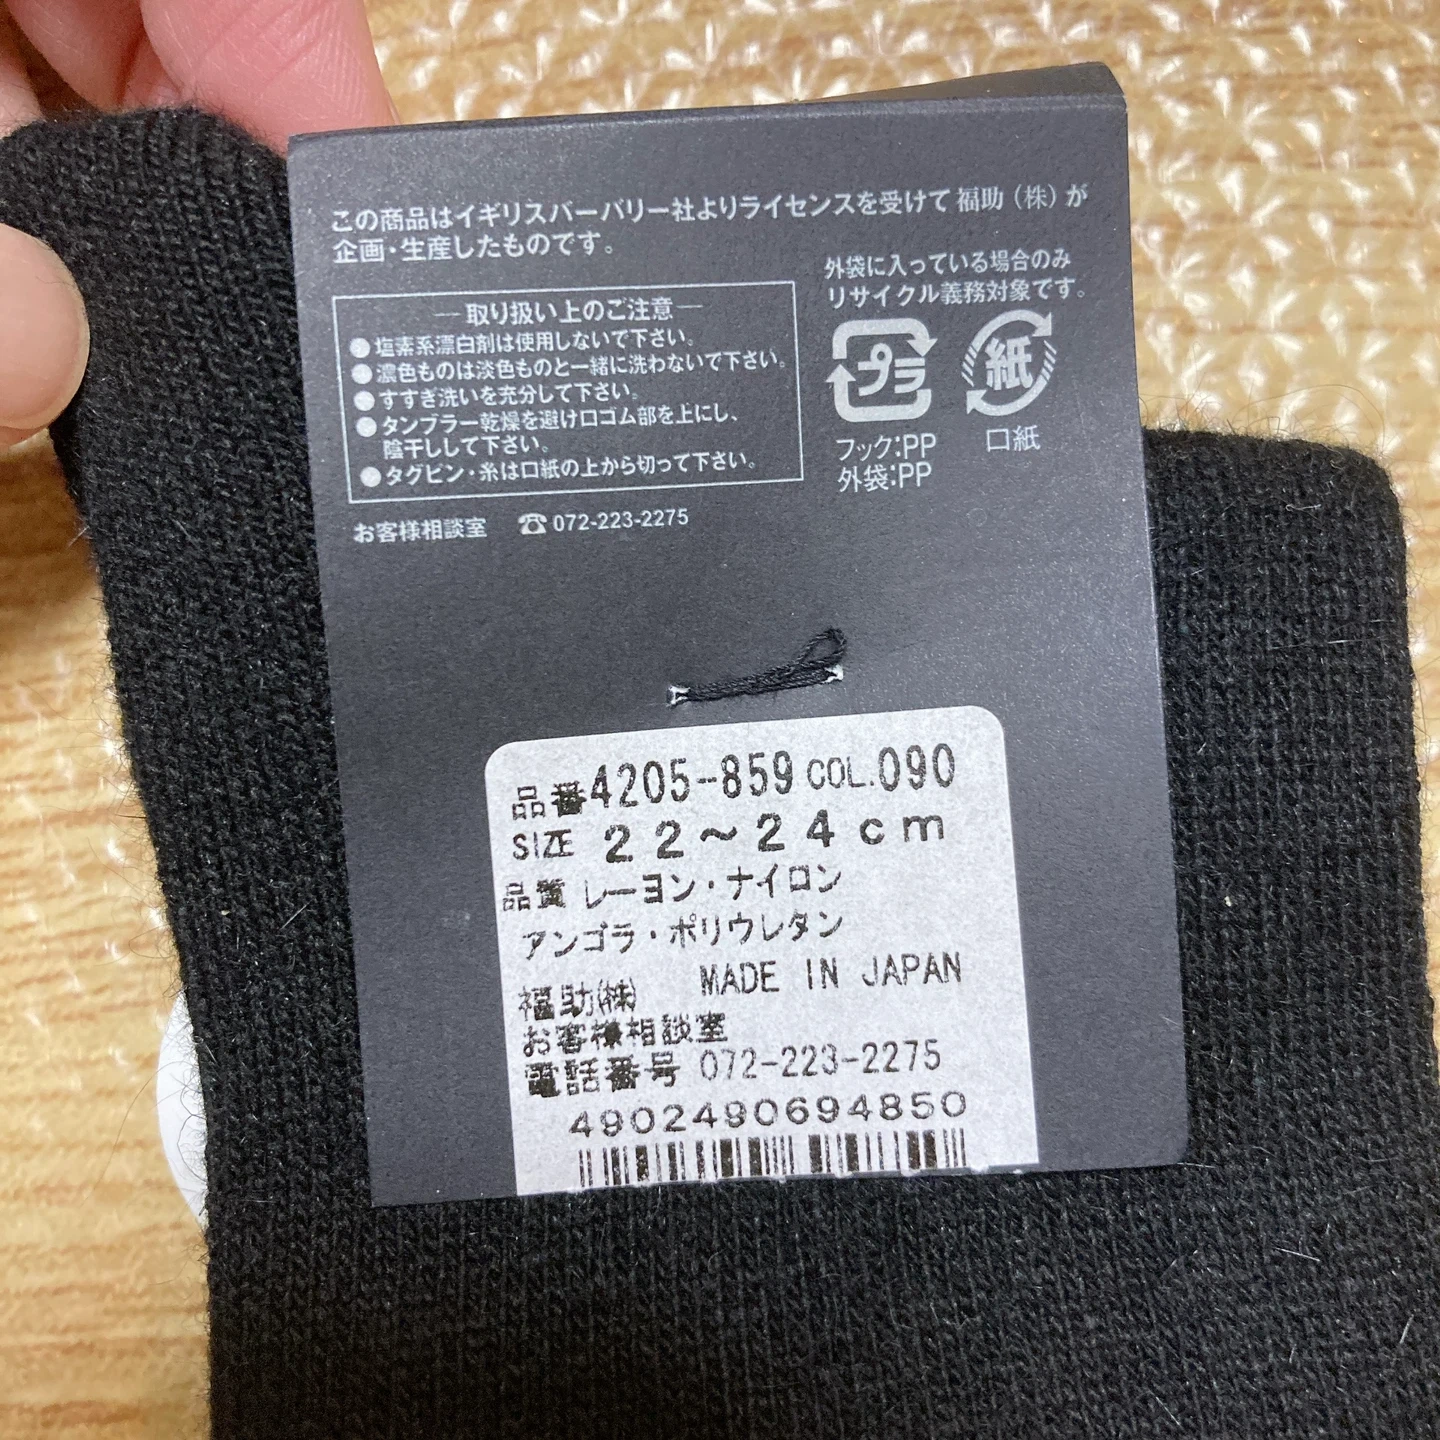 この商品はイギリスバーバリー社よりライセンスを受けて福助（株）が
企画・生産したものです。
外袋に入っている場合のみ
リサイクル義務対象です。
プラ
紙
フック:PP
外袋:PP
口紙
―取り扱い上のご注意―
●塩素系漂白剤は使用しないで下さい。
●濃色ものは淡色ものと一緒に洗わないで下さい。
●すすぎ洗いを充分して下さい。
●タンブラー乾燥を避け口ゴム部を上にし、
陰干しして下さい。
●タグピン・糸は口紙の上から切って下さい。
お客様相談室 ☎072-223-2275
品番4205-859 COL.090
SIZE 22～24cm
品質 レーヨン・ナイロン
アンゴラ・ポリウレタン
MADE IN JAPAN
福助(株)
お客様相談室
電話番号 072-223-2275
4902490694850